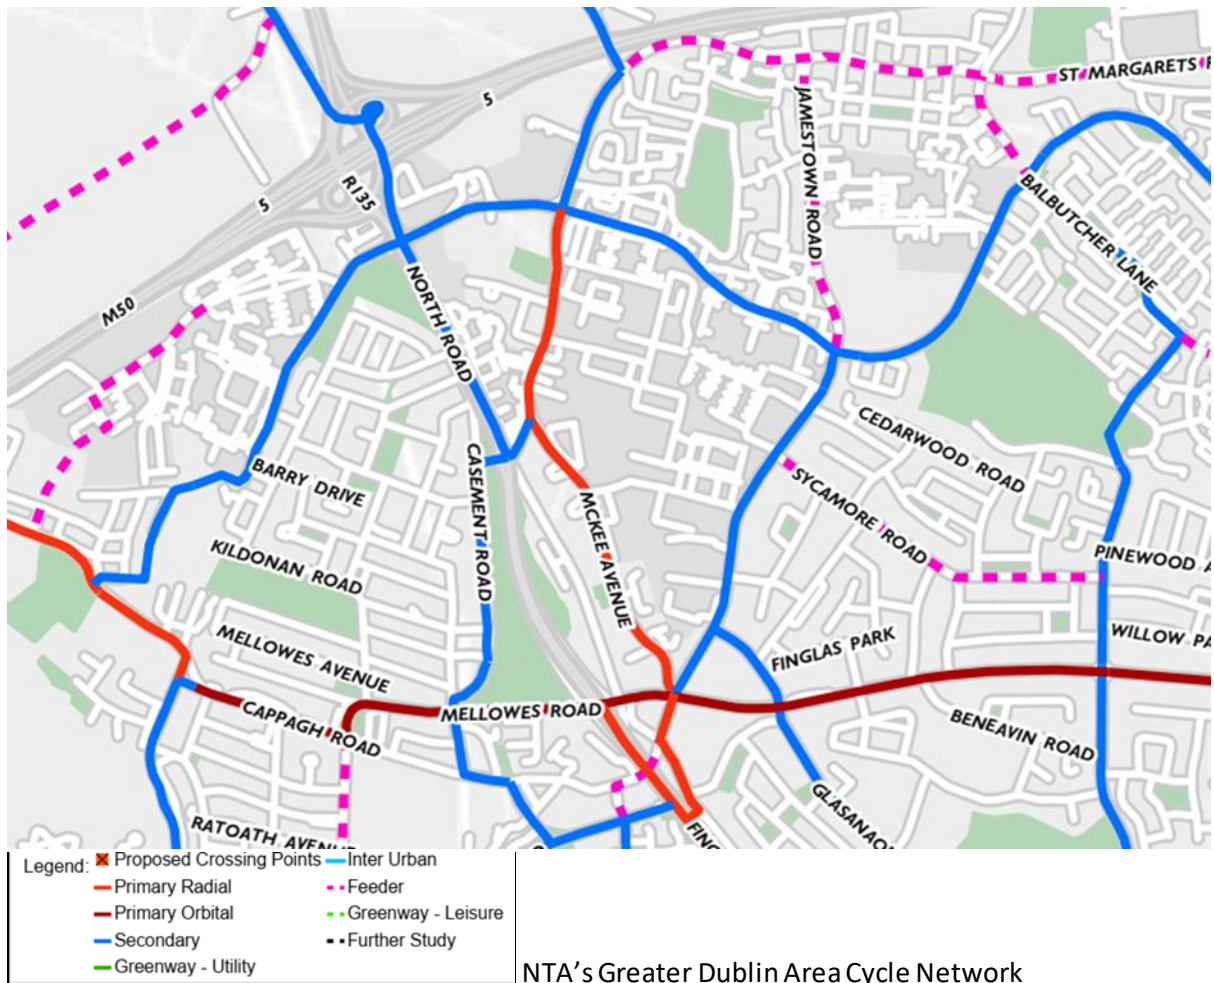 ST MARGARETS
S
JAMESTOWN ROAD
R135
S
BALBUTCHER LANE
M50
NORTH ROAD
CEDARWOOD ROAD
BARRY DRIVE
CASEMENT ROAD
SYCAMORE ROAD
MCKEE AVENUE
KILDONAN ROAD
PINEWOOD A
MELLOWES AVENUE
FINGLAS PARK
WILLOW PA
CAPPAGH ROAD
MELLOWES ROAD
BENEAVIN ROAD
GLASANAO
RATOATH AVENUE
FING
Legend:
Proposed Crossing Points
Inter Urban
Primary Radial
Feeder
Primary Orbital
Greenway - Leisure
Secondary
Further Study
Greenway - Utility
NTA's Greater Dublin Area Cycle Network